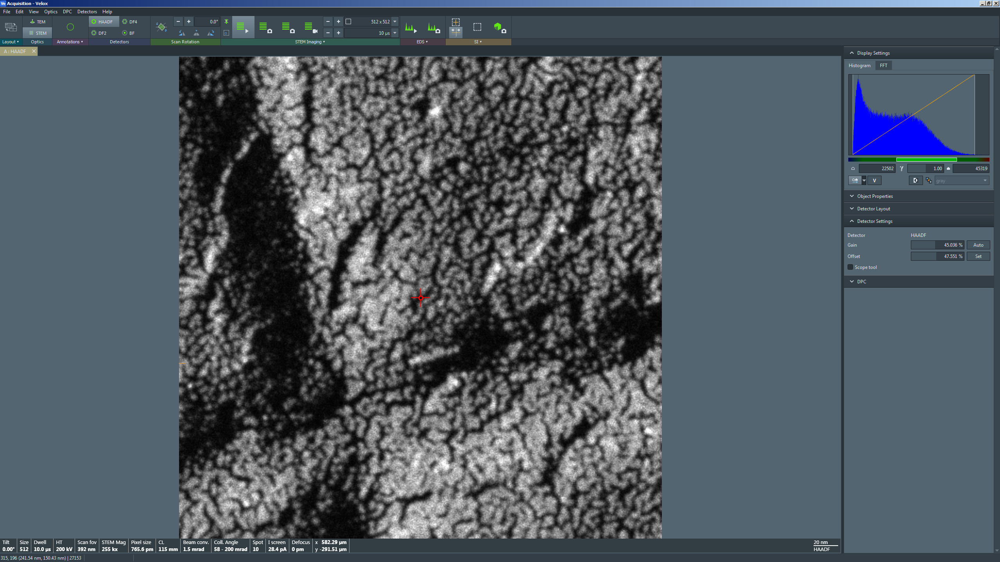 Ve Acquisition - Velox
File Edit View Optics DPC Detectors Help
TEM HAADF DF4 0.0° 512 x 512
STEM DF2 BF 10 µs
Layout Optics Annotations Detectors Scan Rotation STEM Imaging EDS SI
A : HAADF
Display Settings
Histogram FFT
22502 γ 1.00 45319
V gray
Object Properties
Detector Layout
Detector Settings
Detector HAADF
Gain 45.036 % Auto
Offset 47.551 % Set
Scope tool
DPC
Tilt Size Dwell HT Scan fov STEM Mag Pixel size CL Beam conv. Coll. Angle Spot I screen Defocus x 582.29 µm
0.00° 512 10.0 µs 200 kV 392 nm 255 kx 765.6 pm 115 mm 1.5 mrad 58 - 200 mrad 10 28.4 pA 0 pm y -291.51 µm
20 nm
HAADF
315, 196 (241.54 nm, 150.43 nm) | 27153